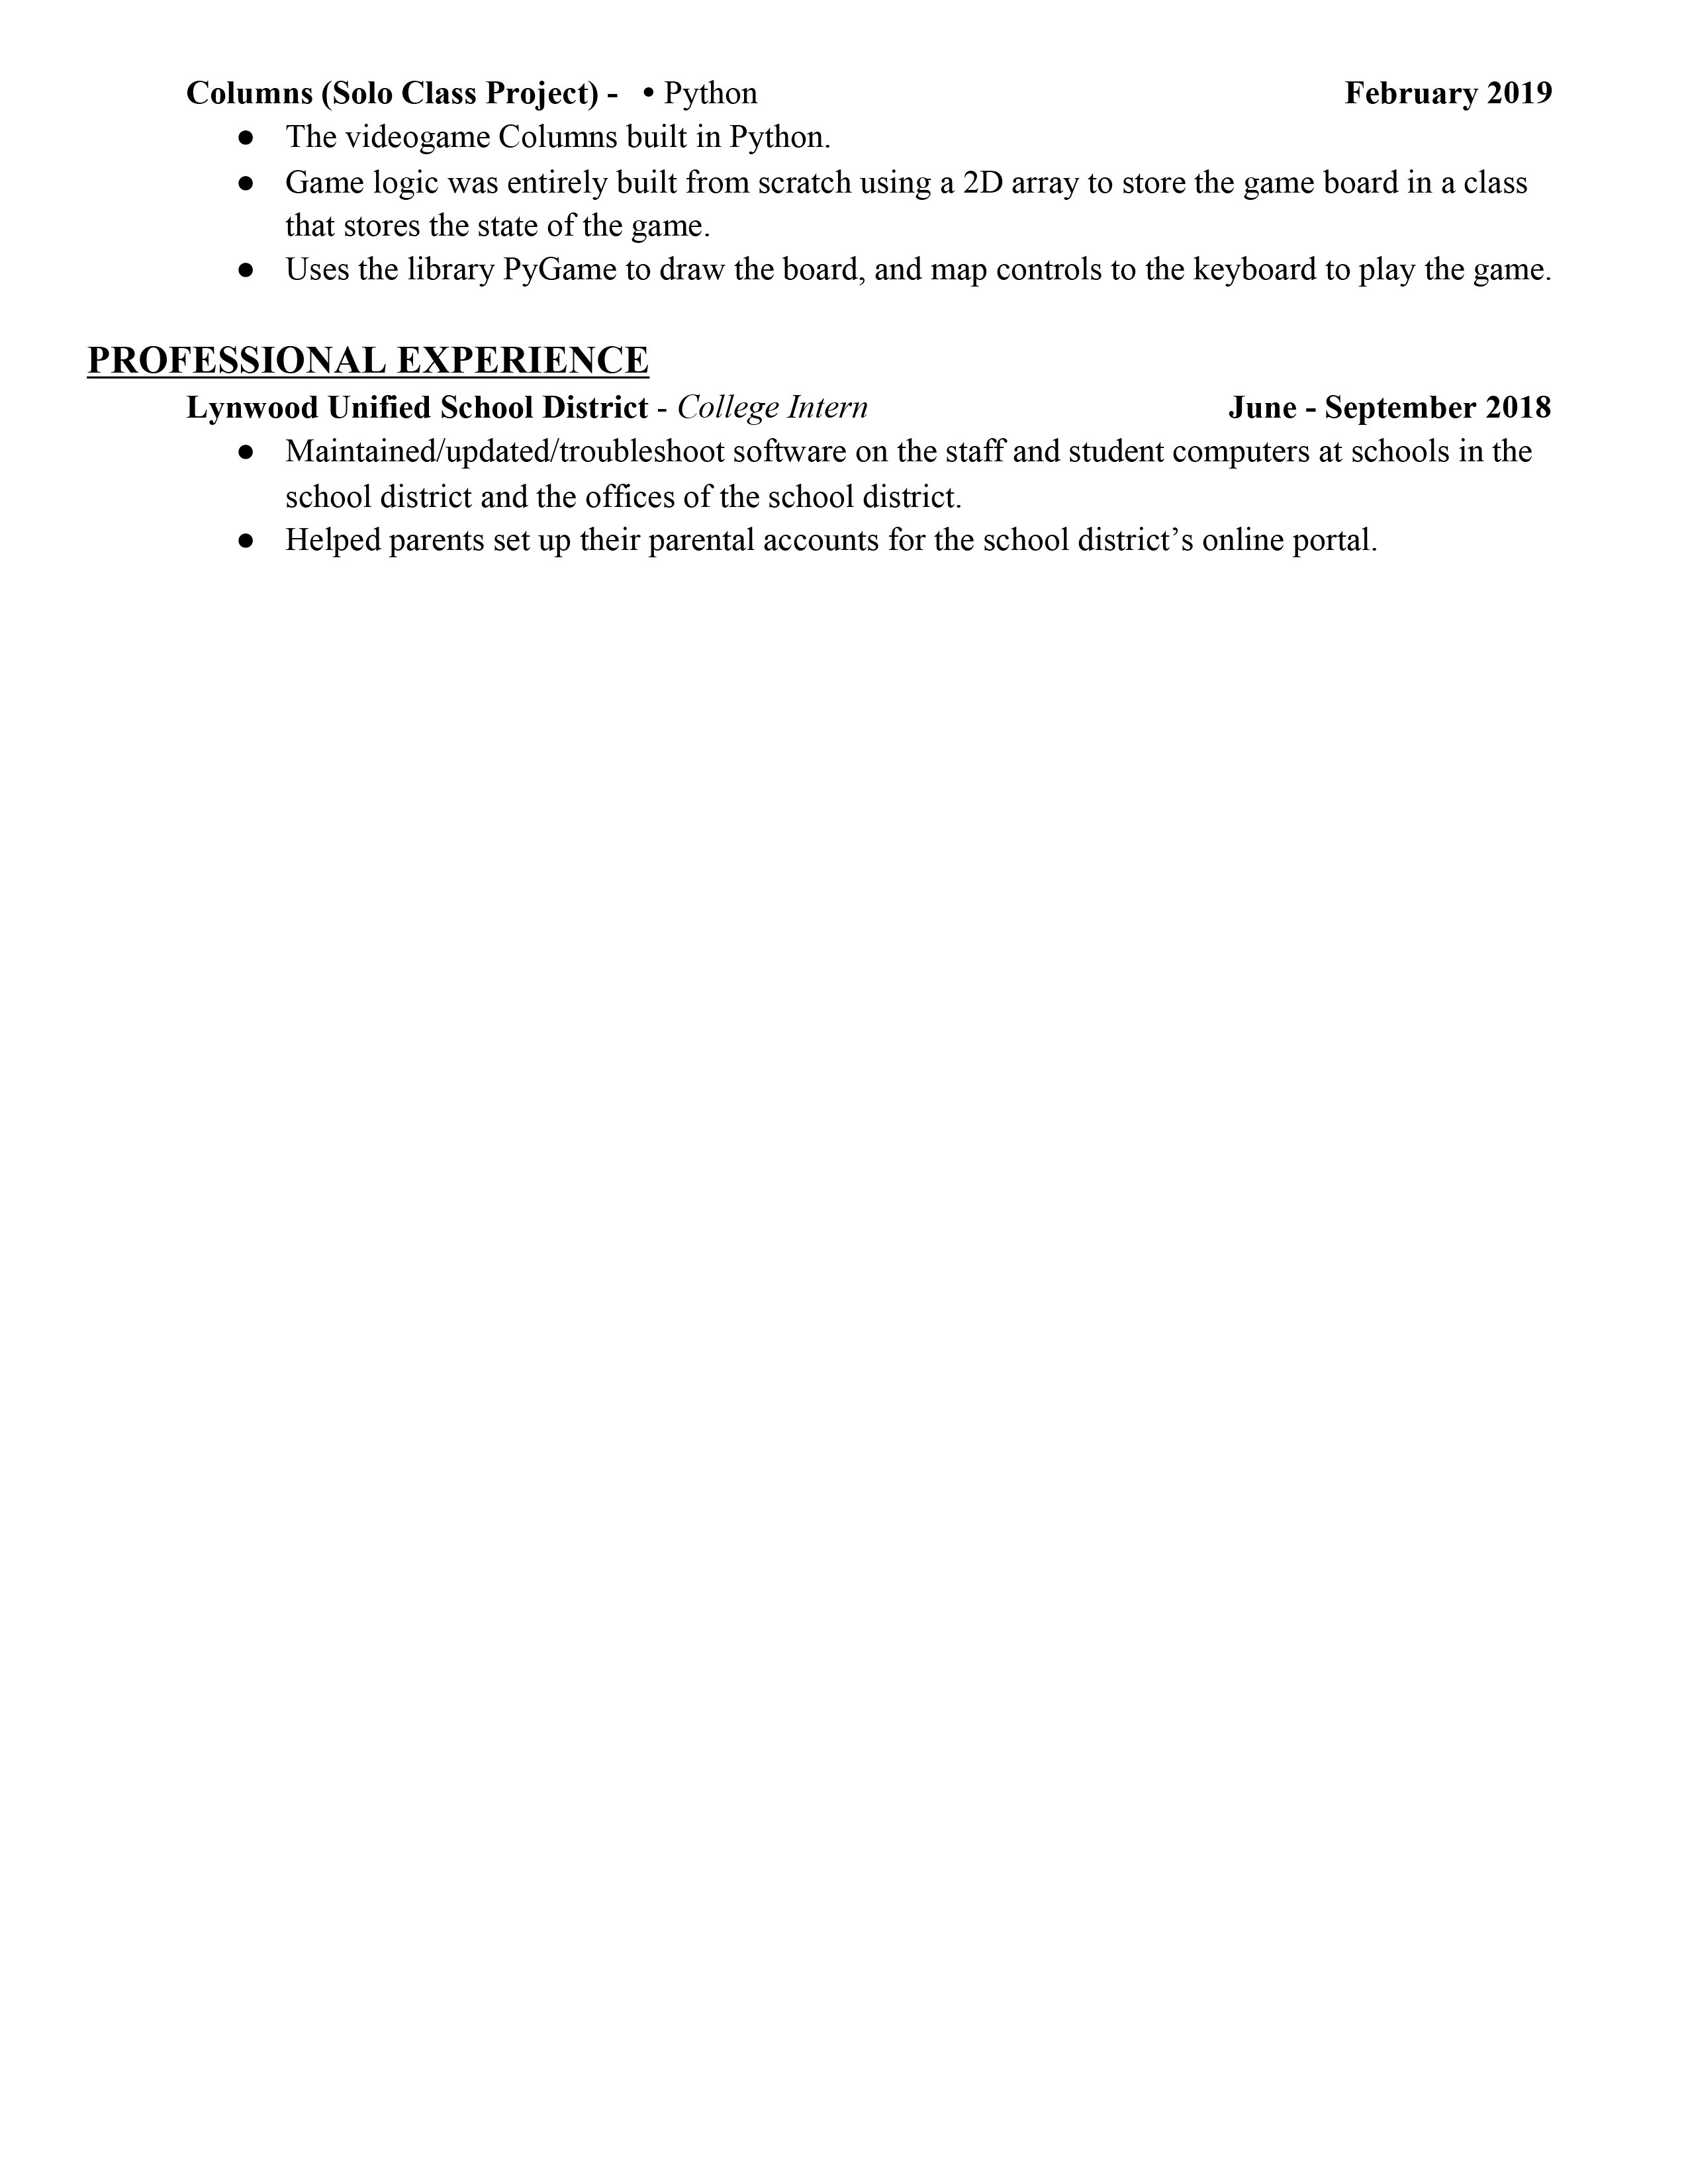 Columns (Solo Class Project) - • Python February 2019
● The videogame Columns built in Python.
● Game logic was entirely built from scratch using a 2D array to store the game board in a class
that stores the state of the game.
● Uses the library PyGame to draw the board, and map controls to the keyboard to play the game.
PROFESSIONAL EXPERIENCE
Lynwood Unified School District - College Intern June - September 2018
● Maintained/updated/troubleshoot software on the staff and student computers at schools in the
school district and the offices of the school district.
● Helped parents set up their parental accounts for the school district’s online portal.